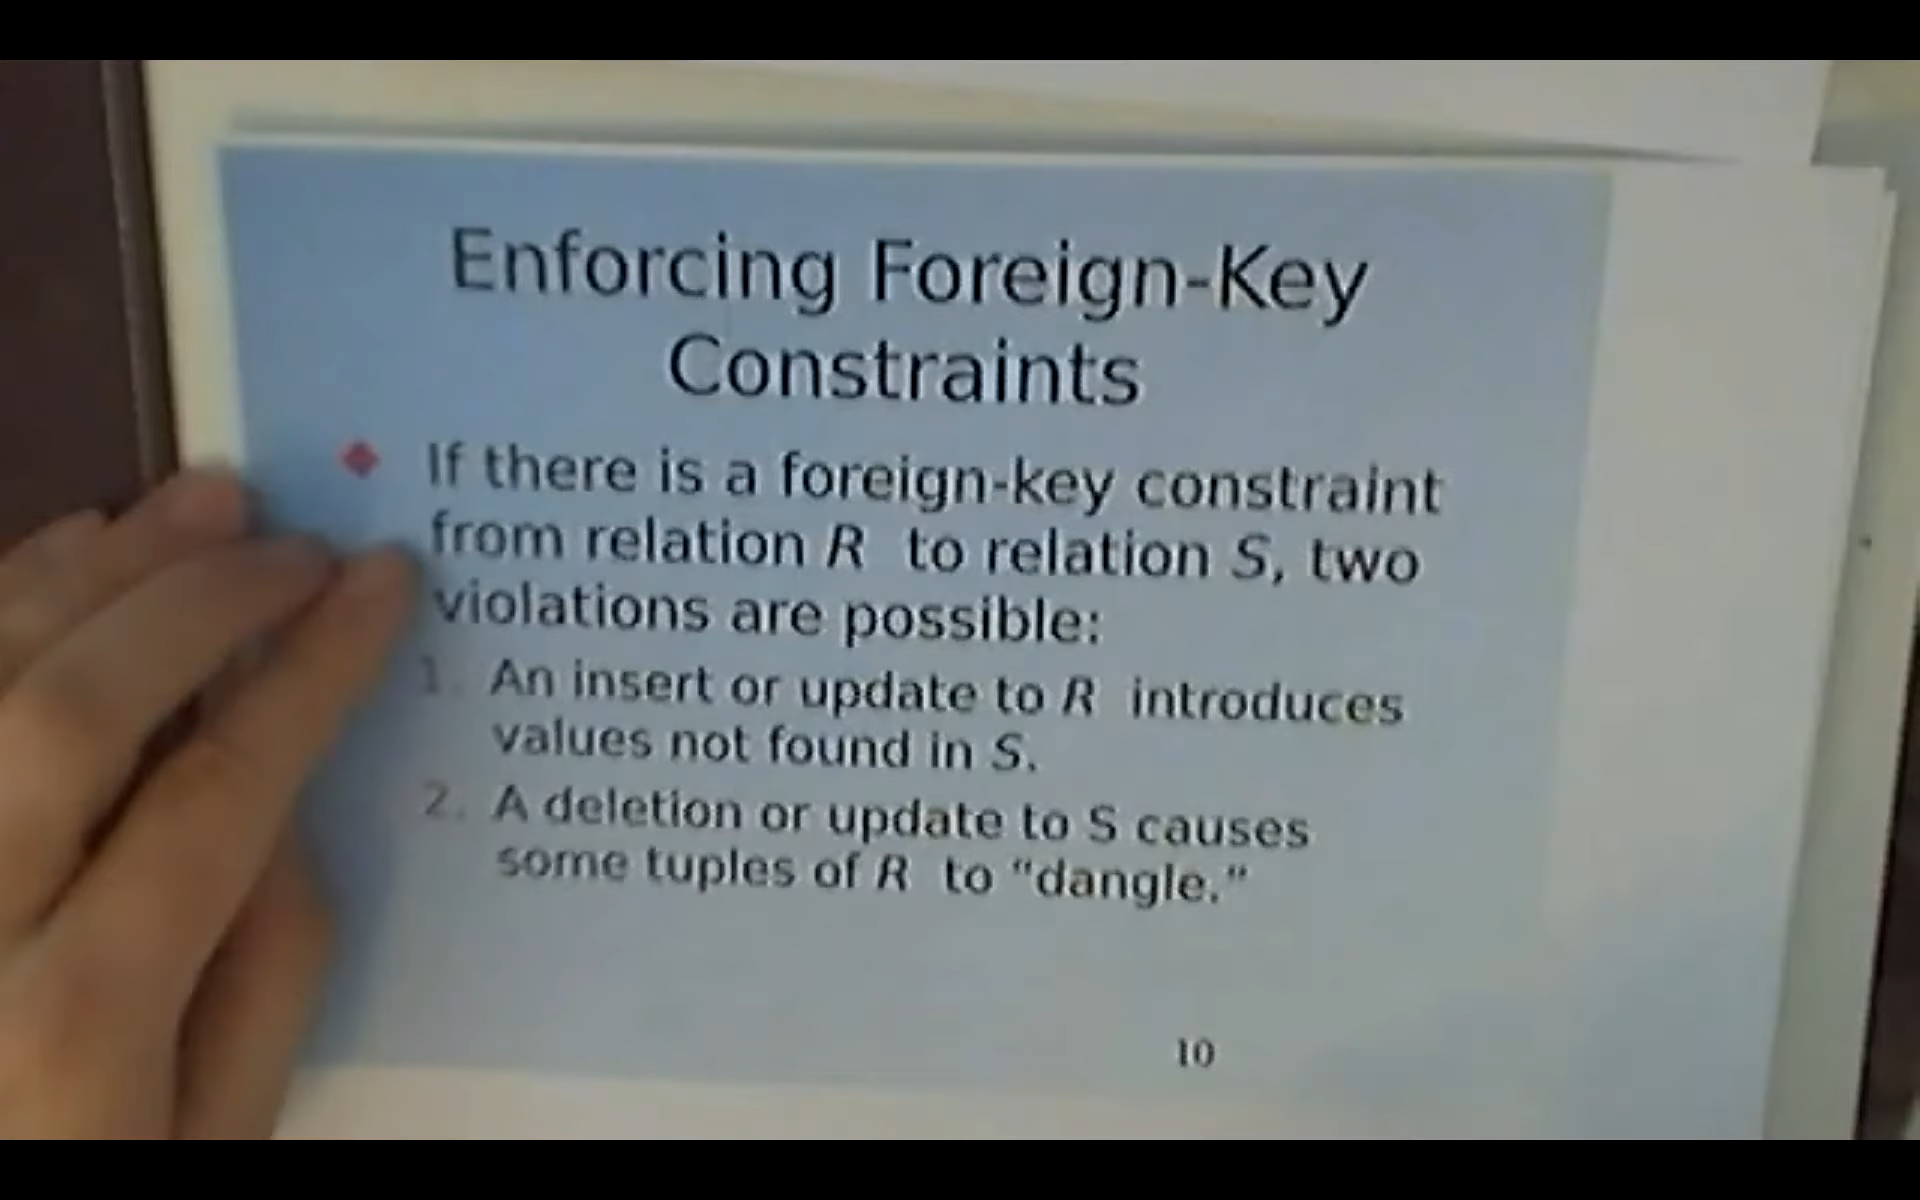 Enforcing Foreign-Key
Constraints
If there is a foreign-key constraint
from relation R to relation S, two
violations are possible:
1. An insert or update to R introduces
values not found in S.
2. A deletion or update to S causes
some tuples of R to “dangle.”
10